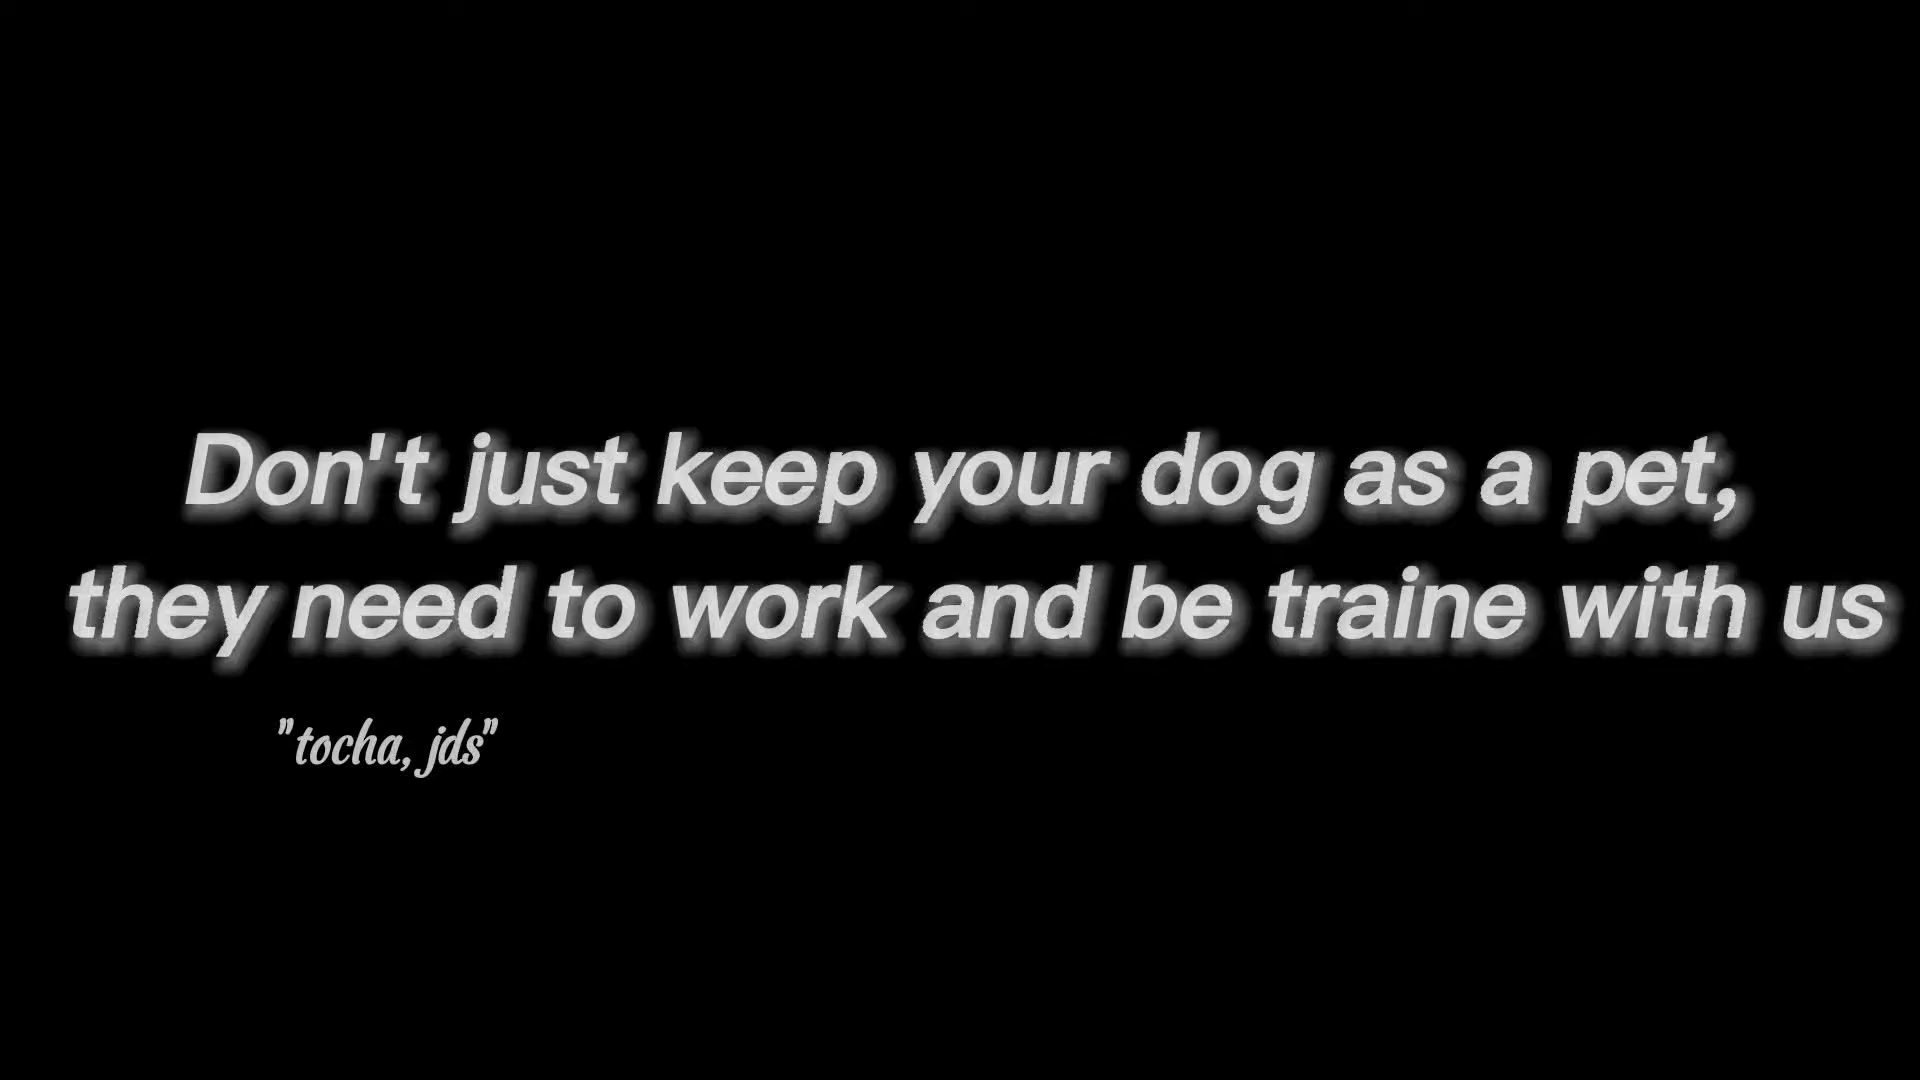 Don't just keep your dog as a pet,
they need to work and be traine with us
"tocha, jds"